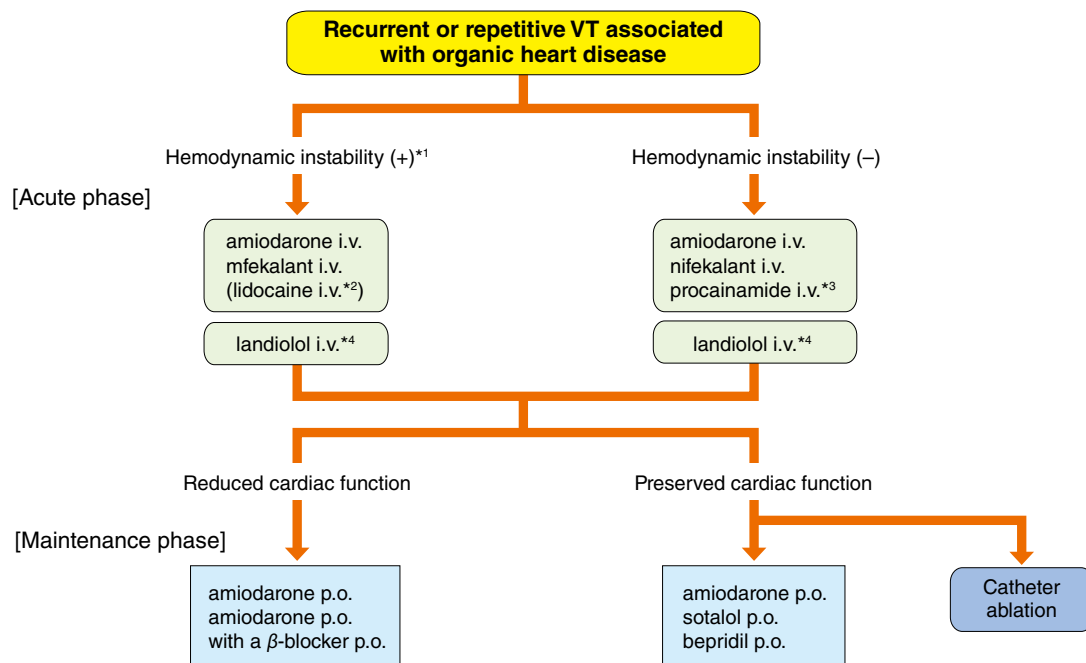 Recurrent or repetitive VT associated
with organic heart disease
Hemodynamic instability (+)*1
Hemodynamic instability (–)
[Acute phase]
amiodarone i.v.
mfekalant i.v.
(lidocaine i.v.*2)
amiodarone i.v.
nifekalant i.v.
procainamide i.v.*3
landiolol i.v.*4
landiolol i.v.*4
Reduced cardiac function
Preserved cardiac function
[Maintenance phase]
amiodarone p.o.
amiodarone p.o.
with a β-blocker p.o.
amiodarone p.o.
sotalol p.o.
bepridil p.o.
Catheter
ablation